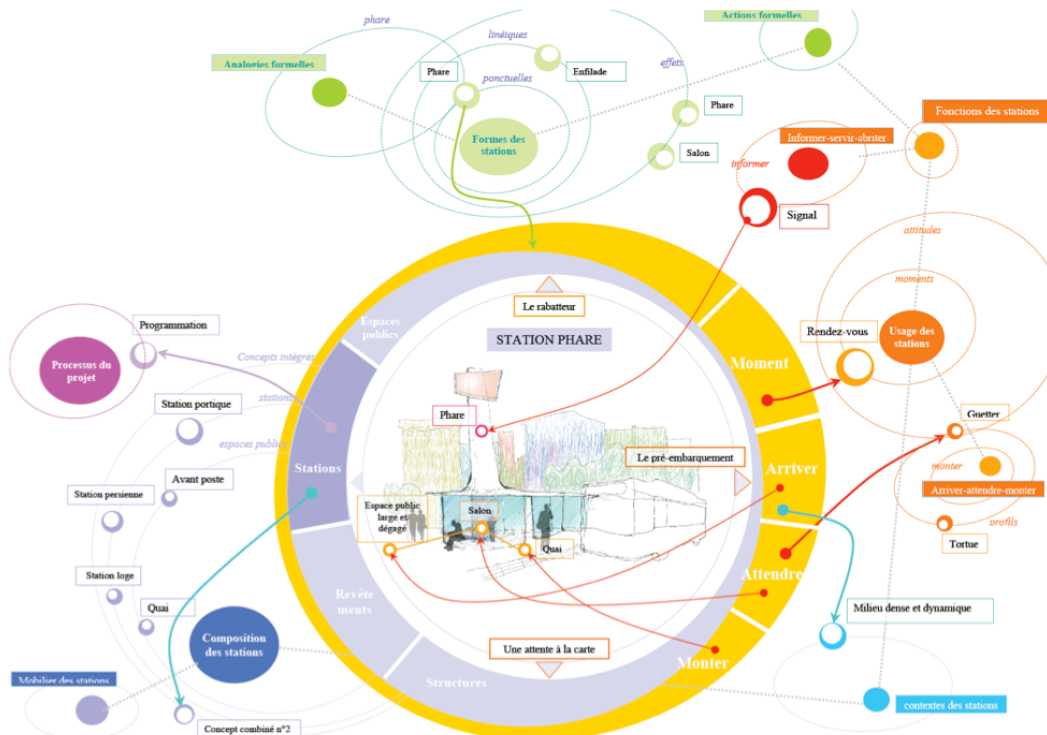 phare
linéiques
Actions formelles
Analogies formelles
Phare
Enfilade
effets
ponctuelles
Phare
Fonctions des stations
Formes des
stations
Informer-servir-abriter
Salon
informer
Signal
attitudes
moments
Le rabatteur
Espaces
publics
STATION PHARE
Programmation
Rendez-vous
Usage des
stations
Processus du
projet
Concepts intégrés
Moment
stations
Station portique
Phare
Guetter
espaces publics
Le pré-embarquement
Stations
Arriver
monter
Avant poste
Arriver-attendre-monter
Station persienne
Espace public
large et
dégagé
Salon
profils
Tortue
Quai
Attendre
Station loge
Revête
ments
Milieu dense et dynamique
Quai
Composition
des stations
Une attente à la carte
Monter
Mobilier des stations
Structures
contextes des stations
Concept combiné n°2